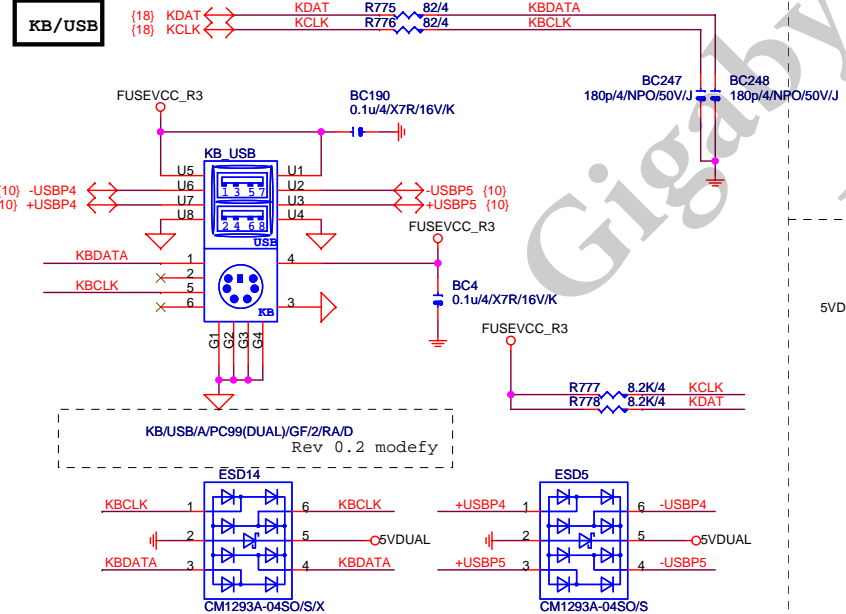 KB/USB
{18} KDAT KDAT R775 82/4 KBDATA
{18} KCLK KCLK R776 82/4 KBCLK
BC247 BC248
180p/4/NPO/50V/J 180p/4/NPO/50V/J
FUSEVCC_R3
BC190
0.1u/4/X7R/16V/K
KB_USB
U5 U1
{10} -USBP4 U6 U2 -USBP5 {10}
10} +USBP4 U7 U3 +USBP5 {10}
U8 U4
1 3 5 7
2 4 6 8
USB
FUSEVCC_R3
KBDATA 1 4
2
KBCLK 5
6 3
KB
BC4
0.1u/4/X7R/16V/K
G1 G2 G3 G4
5VD
FUSEVCC_R3
R777 8.2K/4 KCLK
R778 8.2K/4 KDAT
KB/USB/A/PC99(DUAL)/GF/2/RA/D
Rev 0.2 modefy
ESD14
KBCLK 1 6 KBCLK
2 5 5VDUAL
KBDATA 3 4 KBDATA
CM1293A-04SO/S/X
ESD5
+USBP4 1 6 -USBP4
2 5 5VDUAL
+USBP5 3 4 -USBP5
CM1293A-04SO/S
Gigaby